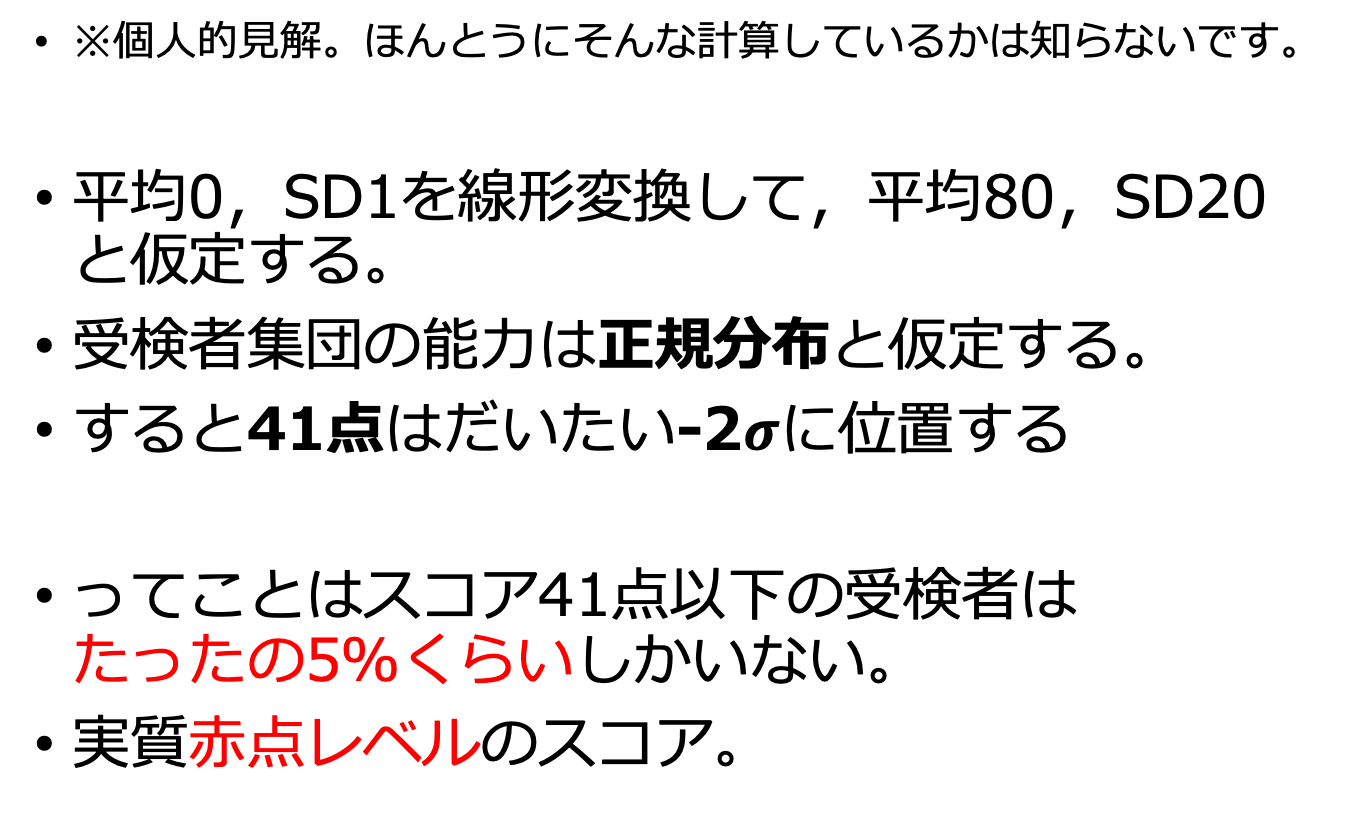 • ※個人的見解。ほんとうにそんな計算しているかは知らないです。
• 平均0，SD1を線形変換して，平均80，SD20
と仮定する。
• 受検者集団の能力は正規分布と仮定する。
• すると41点はだいたい-2σに位置する
• ってことはスコア41点以下の受検者は
たったの5%くらいしかいない。
• 実質赤点レベルのスコア。